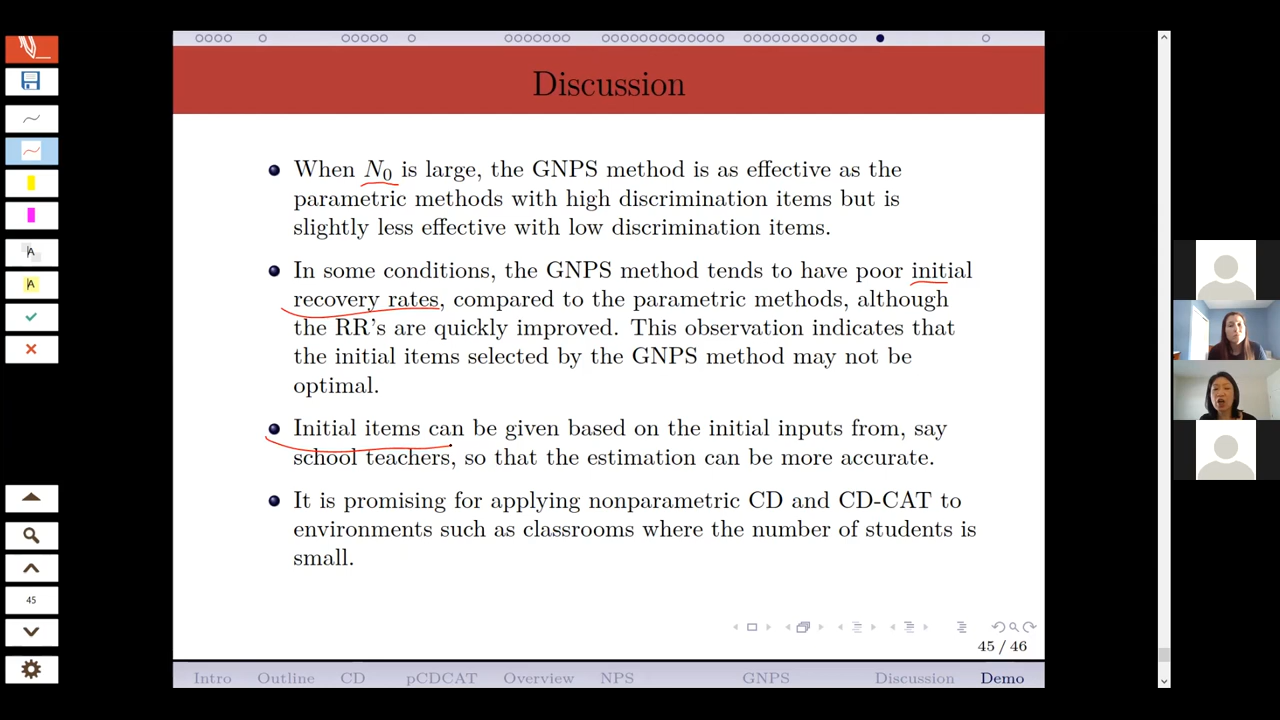 Discussion
When N₀ is large, the GNPS method is as effective as the
parametric methods with high discrimination items but is
slightly less effective with low discrimination items.
In some conditions, the GNPS method tends to have poor initial
recovery rates, compared to the parametric methods, although
the RR's are quickly improved. This observation indicates that
the initial items selected by the GNPS method may not be
optimal.
Initial items can be given based on the initial inputs from, say
school teachers, so that the estimation can be more accurate.
It is promising for applying nonparametric CD and CD-CAT to
environments such as classrooms where the number of students is
small.
A
A
45
45 / 46
Intro Outline CD pCDCAT Overview NPS GNPS Discussion Demo